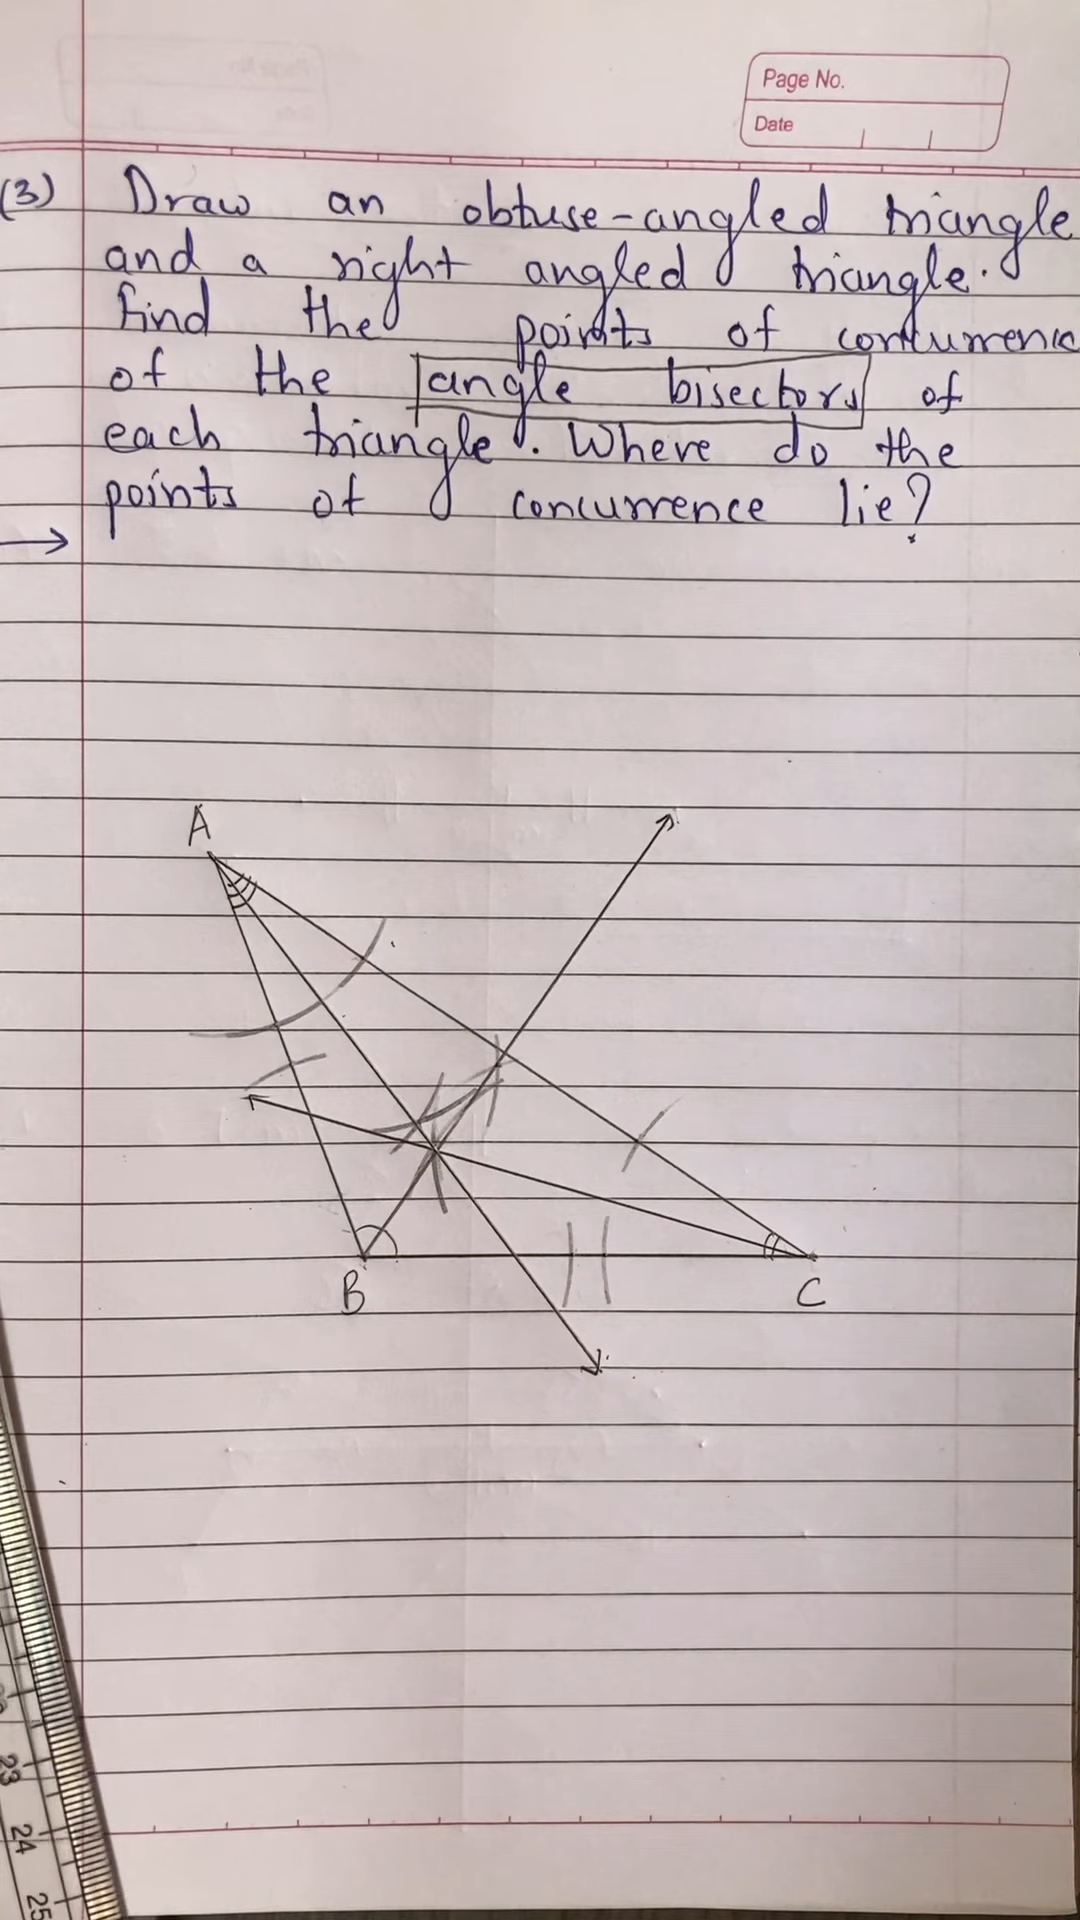 Page No.
Date
(3) Draw an obtuse-angled triangle
and a right angled triangle.
find the points of concurrenc
of the angle bisectors of
each triangle. Where do the
points of concurrence lie?
A
B
C
23
24
25